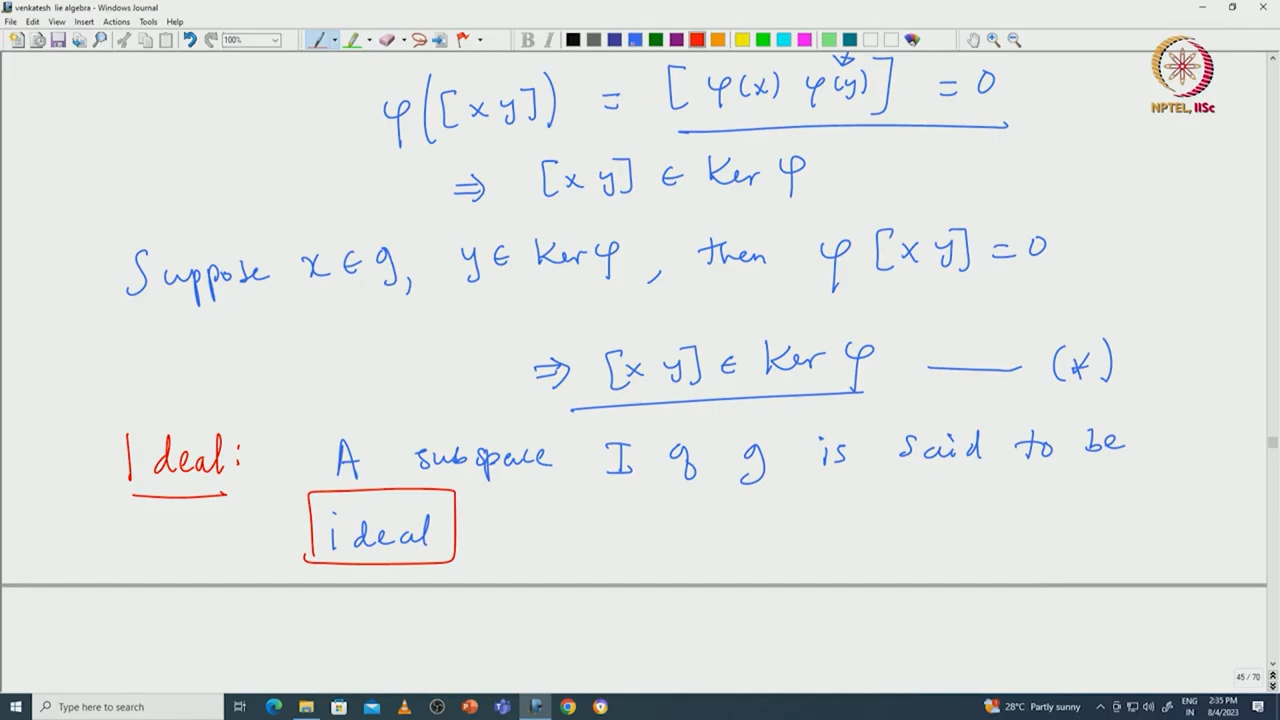 venkatesh lie algebra - Windows Journal
File Edit View Insert Actions Tools Help
100%
B I
NPTEL, IISc
φ([x y]) = [φ(x) φ(y)] = 0
⇒ [x y] ∈ Ker φ
Suppose x ∈ g, y ∈ Ker φ, then φ[x y] = 0
⇒ [x y] ∈ Ker φ —— (*)
Ideal: A subspace I of g is said to be
ideal
45 / 70
Type here to search
28°C Partly sunny
ENG
IN
2:35 PM
8/4/2023